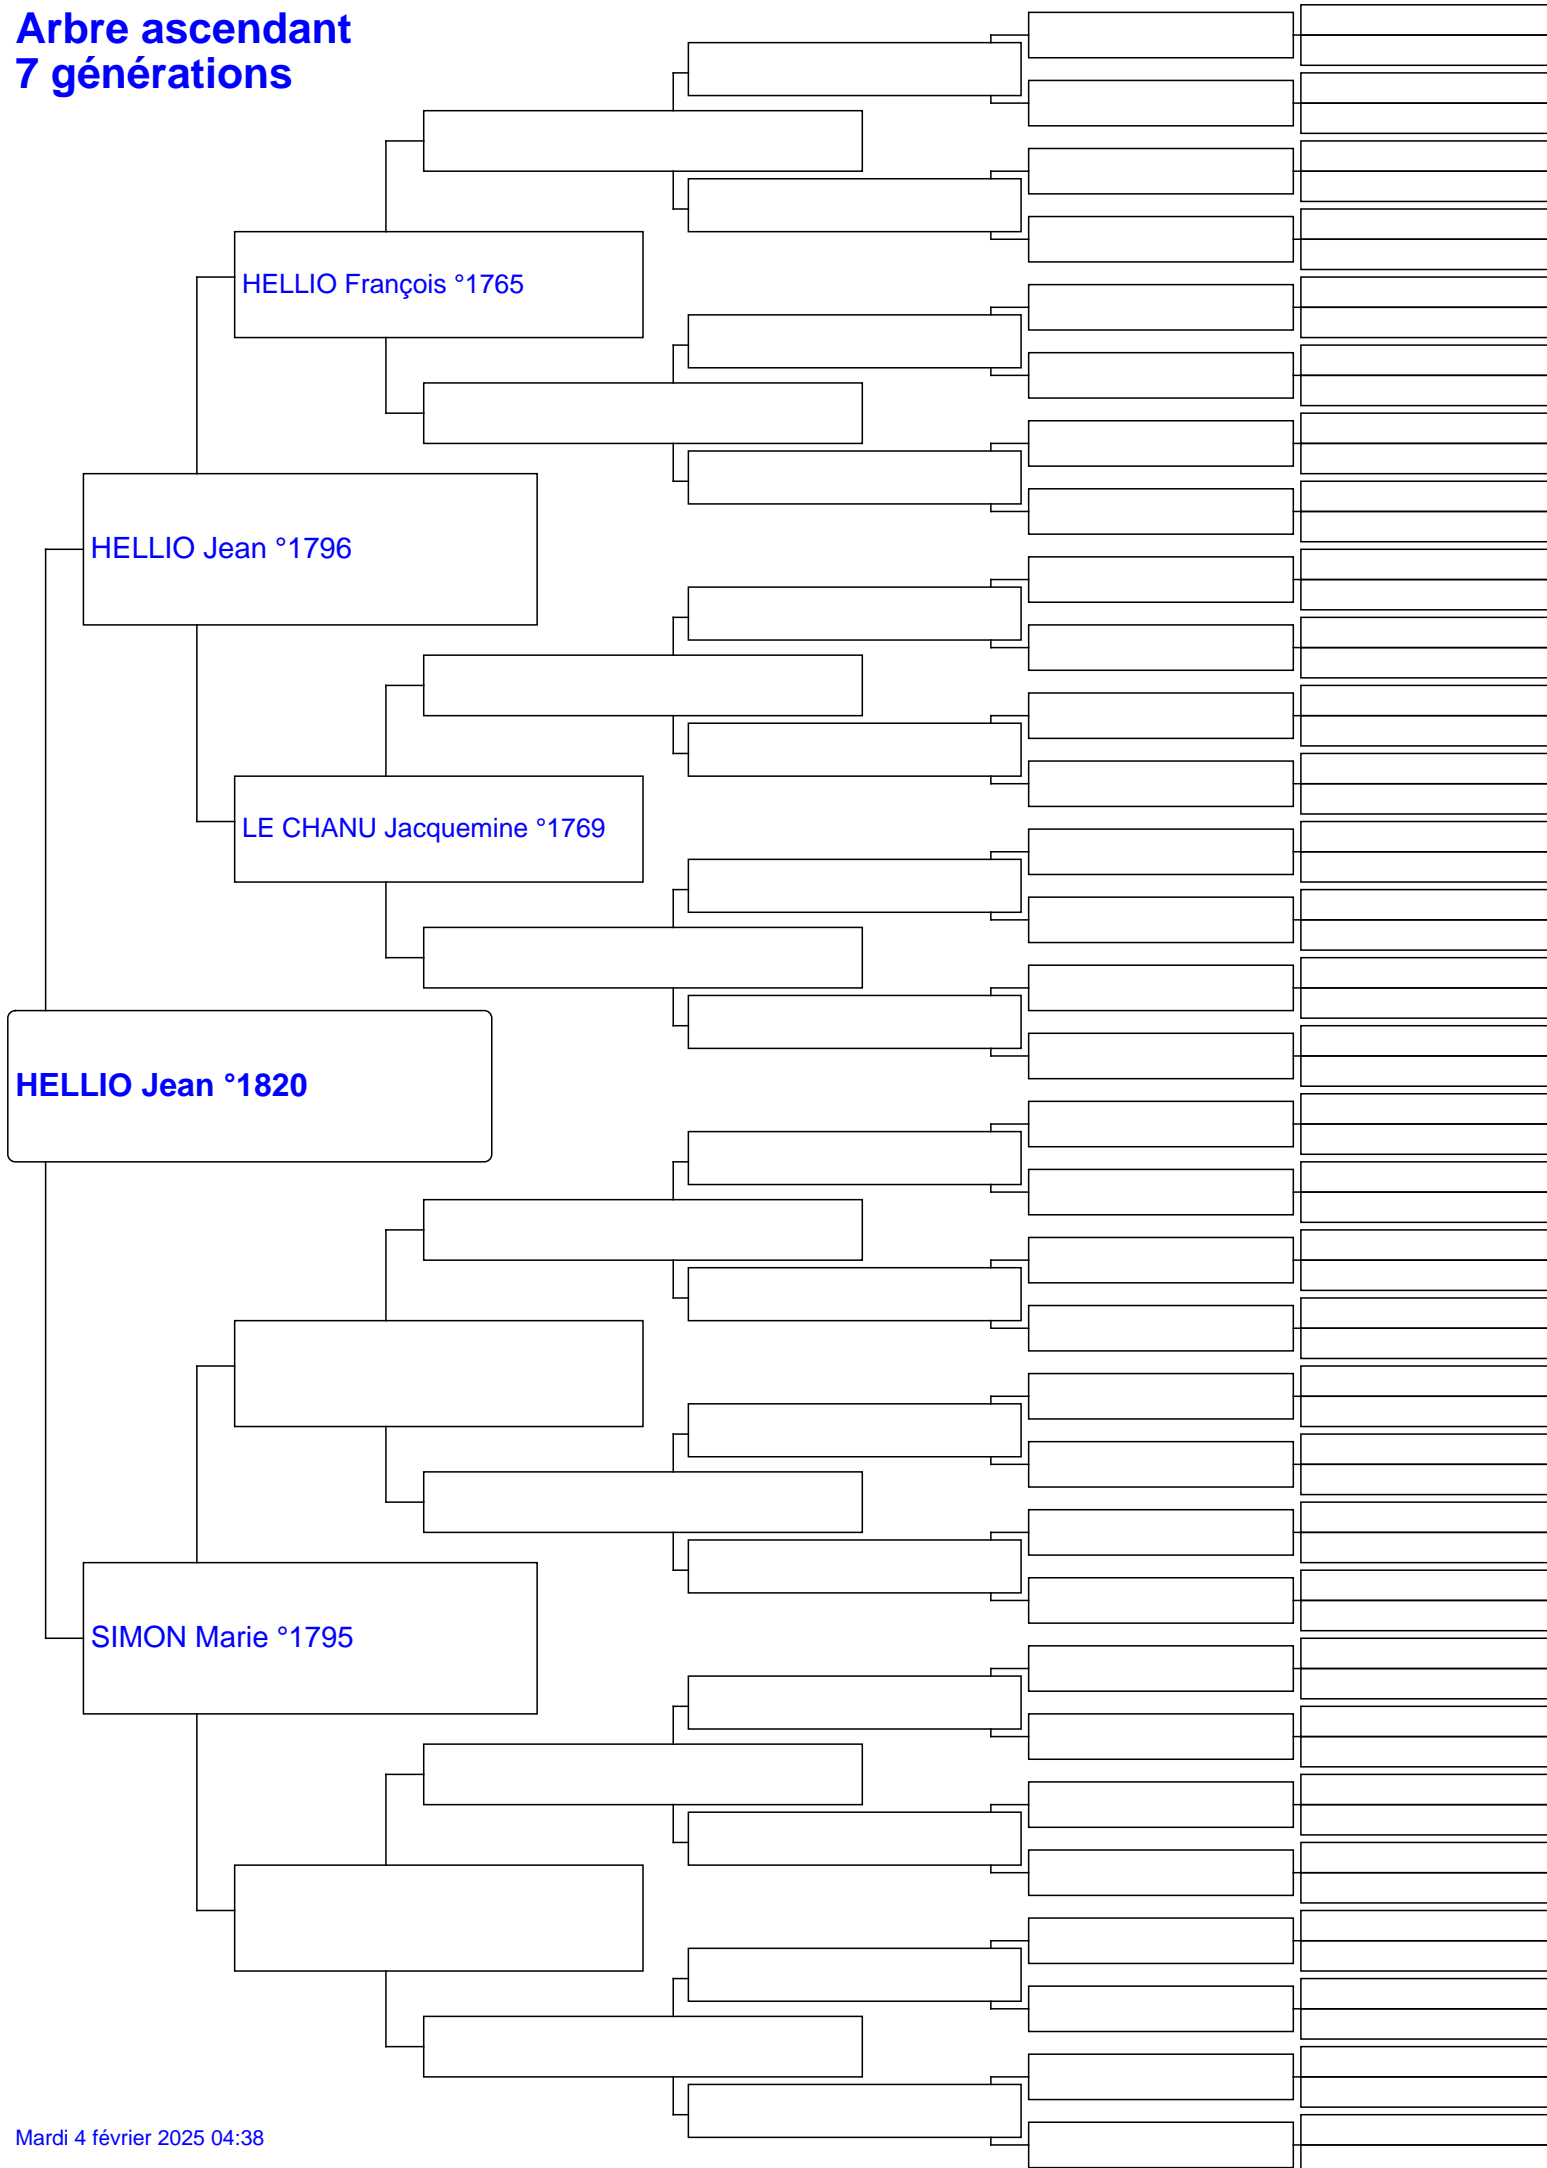 Arbre ascendant
7 générations
HELLIO François °1765
HELLIO Jean °1796
LE CHANU Jacquemine °1769
HELLIO Jean °1820
SIMON Marie °1795
Mardi 4 février 2025 04:38